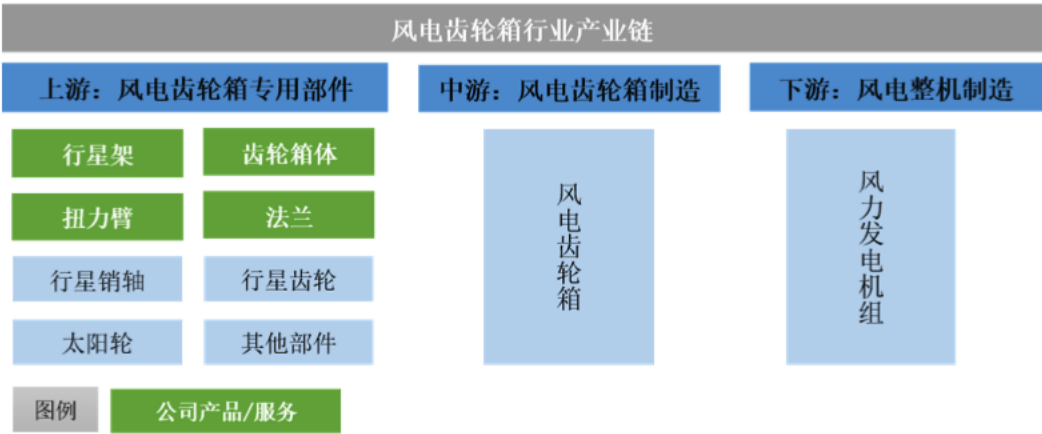 风电齿轮箱行业产业链
上游：风电齿轮箱专用部件
中游：风电齿轮箱制造
下游：风电整机制造
行星架
齿轮箱体
扭力臂
法兰
行星销轴
行星齿轮
太阳轮
其他部件
风电齿轮箱
风力发电机组
图例
公司产品/服务